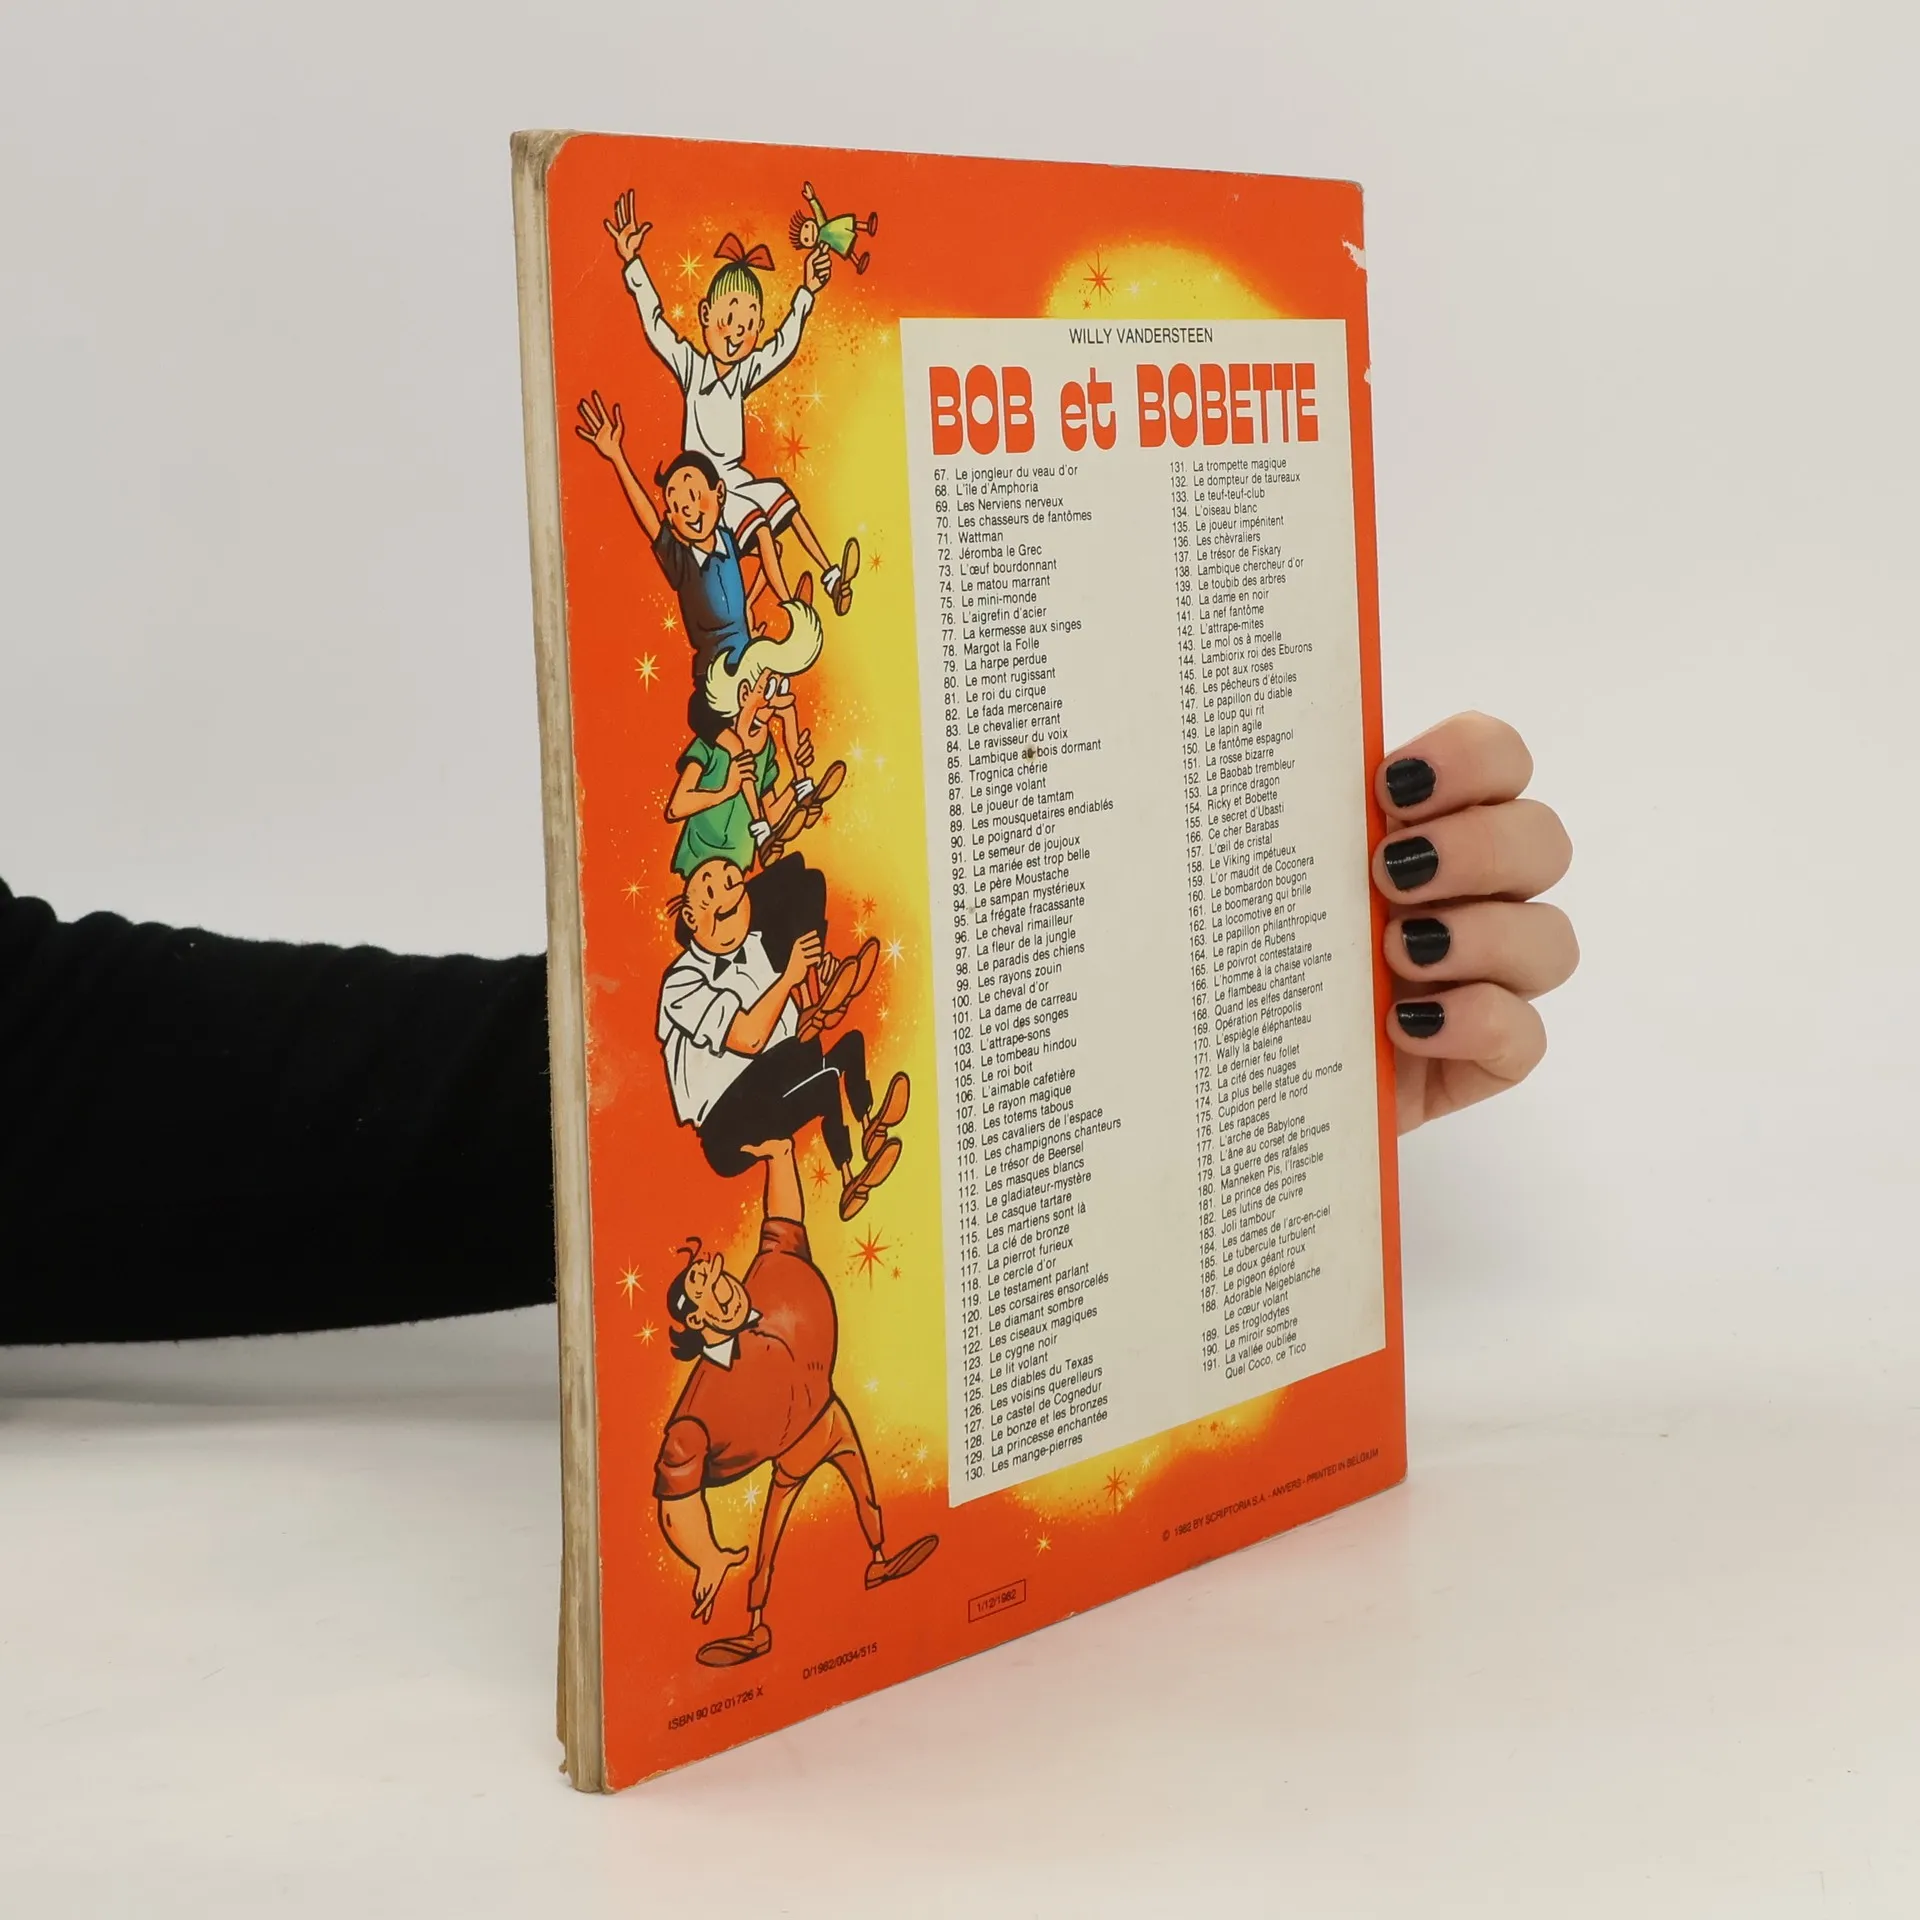 WILLY VANDERSTEEN
BOB et BOBETTE
67. Le jongleur du veau d'or
68. L'île d'Amphoria
69. Les Nerviens nerveux
70. Les chasseurs de fantômes
71. Wattman
72. Jéromba le Grec
73. L'œuf bourdonnant
74. Le matou marrant
75. Le mini-monde
76. L'aigrefin d'acier
77. La kermesse aux singes
78. Margot la Folle
79. La harpe perdue
80. Le mont rugissant
81. Le roi du cirque
82. Le fada mercenaire
83. Le chevalier errant
84. Le ravisseur du voix
85. Lambique au bois dormant
86. Trognica chérie
87. Le singe volant
88. Le joueur de tamtam
89. Les mousquetaires endiablés
90. Le poignard d'or
91. Le semeur de joujoux
92. La mariée est trop belle
93. Le père Moustache
94. Le sampan mystérieux
95. La frégate fracassante
96. Le cheval rimailleur
97. La fleur de la jungle
98. Le paradis des chiens
99. Les rayons zouin
100. Le cheval d'or
101. La dame de carreau
102. Le vol des songes
103. L'attrape-sons
104. Le tombeau hindou
105. Le roi boit
106. L'aimable cafetière
107. Le rayon magique
108. Les totems tabous
109. Les cavaliers de l'espace
110. Les champignons chanteurs
111. Le trésor de Beersel
112. Les masques blancs
113. Le gladiateur-mystère
114. Le casque tartare
115. Les martiens sont là
116. La clé de bronze
117. La pierrot furieux
118. Le cercle d'or
119. Le testament parlant
120. Les corsaires ensorcelés
121. Le diamant sombre
122. Les ciseaux magiques
123. Le cygne noir
124. Le lit volant
125. Les diables du Texas
126. Les voisins querelleurs
127. Le castel de Cognedur
128. Le bonze et les bronzes
129. La princesse enchantée
130. Les mange-pierres
131. La trompette magique
132. Le dompteur de taureaux
133. Le teuf-teuf-club
134. L'oiseau blanc
135. Le joueur impénitent
136. Les chèvraliers
137. Le trésor de Fiskary
138. Lambique chercheur d'or
139. Le toubib des arbres
140. La dame en noir
141. La nef fantôme
142. L'attrape-mites
143. Le mol os à moelle
144. Lambiorix roi des Eburons
145. Le pot aux roses
146. Les pêcheurs d'étoiles
147. Le papillon du diable
148. Le loup qui rit
149. Le lapin agile
150. Le fantôme espagnol
151. La rosse bizarre
152. Le Baobab trembleur
153. La prince dragon
154. Ricky et Bobette
155. Le secret d'Ubasti
166. Ce cher Barabas
157. L'œil de cristal
158. Le Viking impétueux
159. L'or maudit de Coconera
160. Le bombardon bougon
161. Le boomerang qui brille
162. La locomotive en or
163. Le papillon philanthropique
164. Le rapin de Rubens
165. Le poivrot contestataire
166. L'homme à la chaise volante
167. Le flambeau chantant
168. Quand les elfes danseront
169. Opération Pétropolis
170. L'espiègle éléphanteau
171. Wally la baleine
172. Le dernier feu follet
173. La cité des nuages
174. La plus belle statue du monde
175. Cupidon perd le nord
176. Les rapaces
177. L'arche de Babylone
178. L'âne au corset de briques
179. La guerre des rafales
180. Manneken Pis, l'Irascible
181. Le prince des poires
182. Les lutins de cuivre
183. Joli tambour
184. Les dames de l'arc-en-ciel
185. Le tubercule turbulent
186. Le doux géant roux
187. Le pigeon éploré
188. Adorable Neigeblanche
Le cœur volant
189. Les troglodytes
190. Le miroir sombre
191. La vallée oubliée
Quel Coco, ce Tico
© 1982 BY SCRIPTORIA S.A. - ANVERS - PRINTED IN BELGIUM
1/12/1982
D/1982/0034/515
ISBN 90 02 01726 X